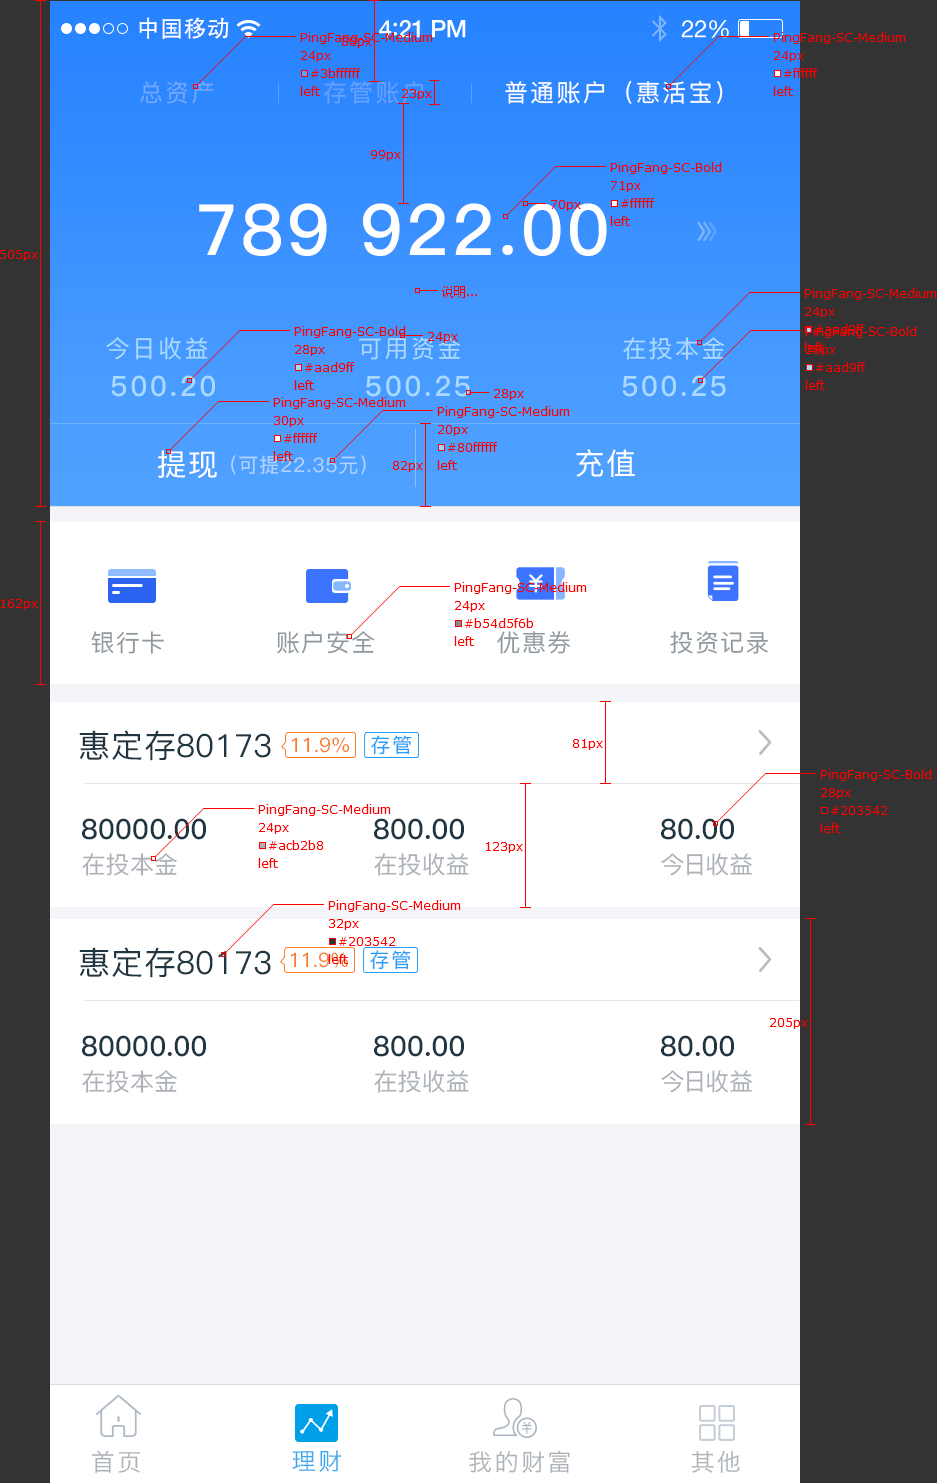 中国移动
4:21 PM
22%
PingFang-SC-Medium
24px
#3bffffff
left
80px
PingFang-SC-Medium
24px
#ffffff
left
总资产
存管账户
普通账户（惠活宝）
23px
99px
PingFang-SC-Bold
71px
#ffffff
left
70px
789 922.00
505px
说明...
PingFang-SC-Medium
24px
#aad9ff
left
PingFang-SC-Bold
28px
#aad9ff
left
24px
PingFang-SC-Bold
28px
#aad9ff
left
今日收益
可用资金
在投本金
500.20
500.25
500.25
28px
PingFang-SC-Medium
30px
#ffffff
left
PingFang-SC-Medium
20px
#80ffffff
left
82px
提现（可提22.35元）
充值
162px
PingFang-SC-Medium
24px
#b54d5f6b
left
银行卡
账户安全
优惠券
投资记录
81px
惠定存80173
11.9%
存管
PingFang-SC-Bold
28px
#203542
left
PingFang-SC-Medium
24px
#acb2b8
left
123px
80000.00
800.00
80.00
在投本金
在投收益
今日收益
PingFang-SC-Medium
32px
#203542
left
惠定存80173
11.9%
存管
205px
80000.00
800.00
80.00
在投本金
在投收益
今日收益
首页
理财
我的财富
其他